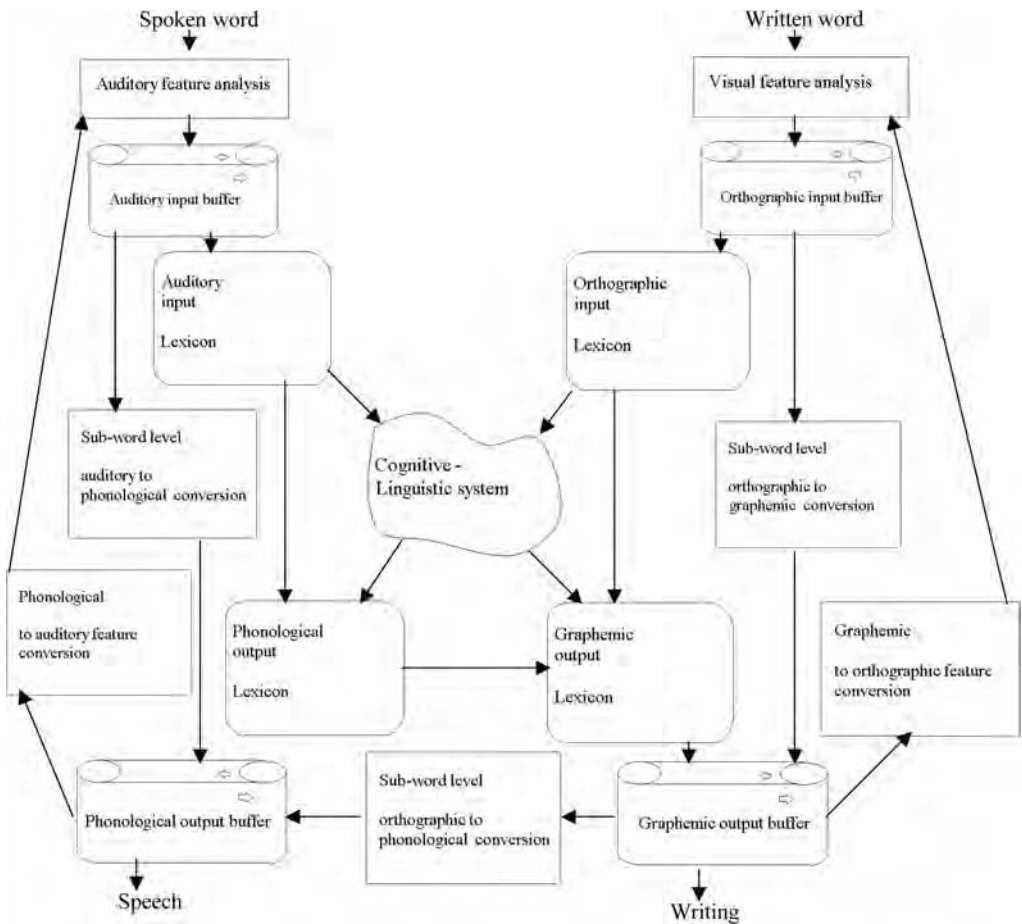 Spoken word
Written word
Auditory feature analysis
Visual feature analysis
Auditory input buffer
Orthographic input buffer
Auditory
input
Lexicon
Orthographic
input
Lexicon
Sub-word level
auditory to
phonological conversion
Cognitive -
Linguistic system
Sub-word level
orthographic to
graphemic conversion
Phonological
to auditory feature
conversion
Phonological
output
Lexicon
Graphemic
output
Lexicon
Graphemic
to orthographic feature
conversion
Phonological output buffer
Sub-word level
orthographic to
phonological conversion
Graphemic output buffer
Speech
Writing